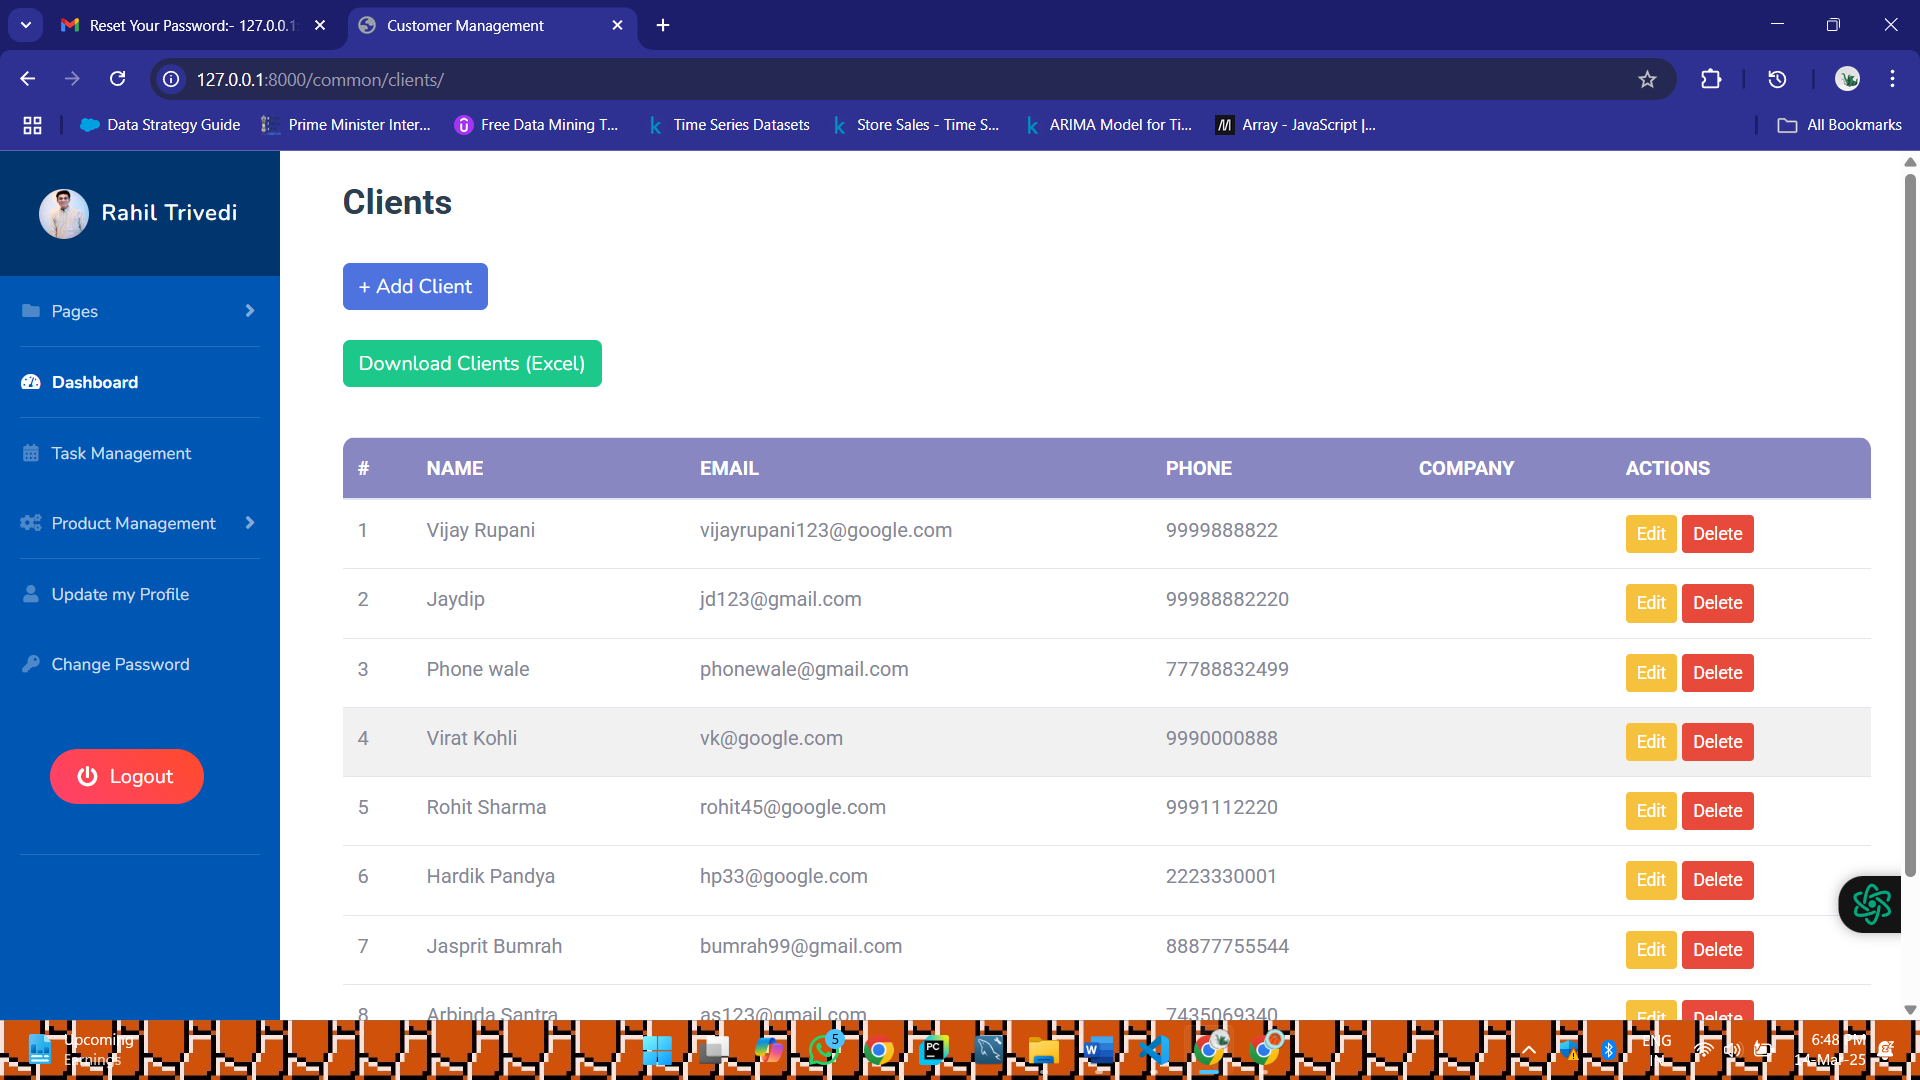 Reset Your Password:- 127.0.0.1:
Customer Management
127.0.0.1:8000/common/clients/
Data Strategy Guide
Prime Minister Inter...
Free Data Mining T...
Time Series Datasets
Store Sales - Time S...
ARIMA Model for Ti...
Array - JavaScript |...
All Bookmarks
Rahil Trivedi
Pages
Dashboard
Task Management
Product Management
Update my Profile
Change Password
Logout
Clients
+ Add Client
Download Clients (Excel)
# NAME EMAIL PHONE COMPANY ACTIONS
1 Vijay Rupani vijayrupani123@google.com 9999888822 Edit Delete
2 Jaydip jd123@gmail.com 99988882220 Edit Delete
3 Phone wale phonewale@gmail.com 77788832499 Edit Delete
4 Virat Kohli vk@google.com 9990000888 Edit Delete
5 Rohit Sharma rohit45@google.com 9991112220 Edit Delete
6 Hardik Pandya hp33@google.com 2223330001 Edit Delete
7 Jasprit Bumrah bumrah99@gmail.com 88877755544 Edit Delete
8 Arbinda Santra as123@gmail.com 7435069340 Edit Delete
Upcoming
Earnings
5
PC
W
ENG
IN
6:48 PM
14-Mar-25